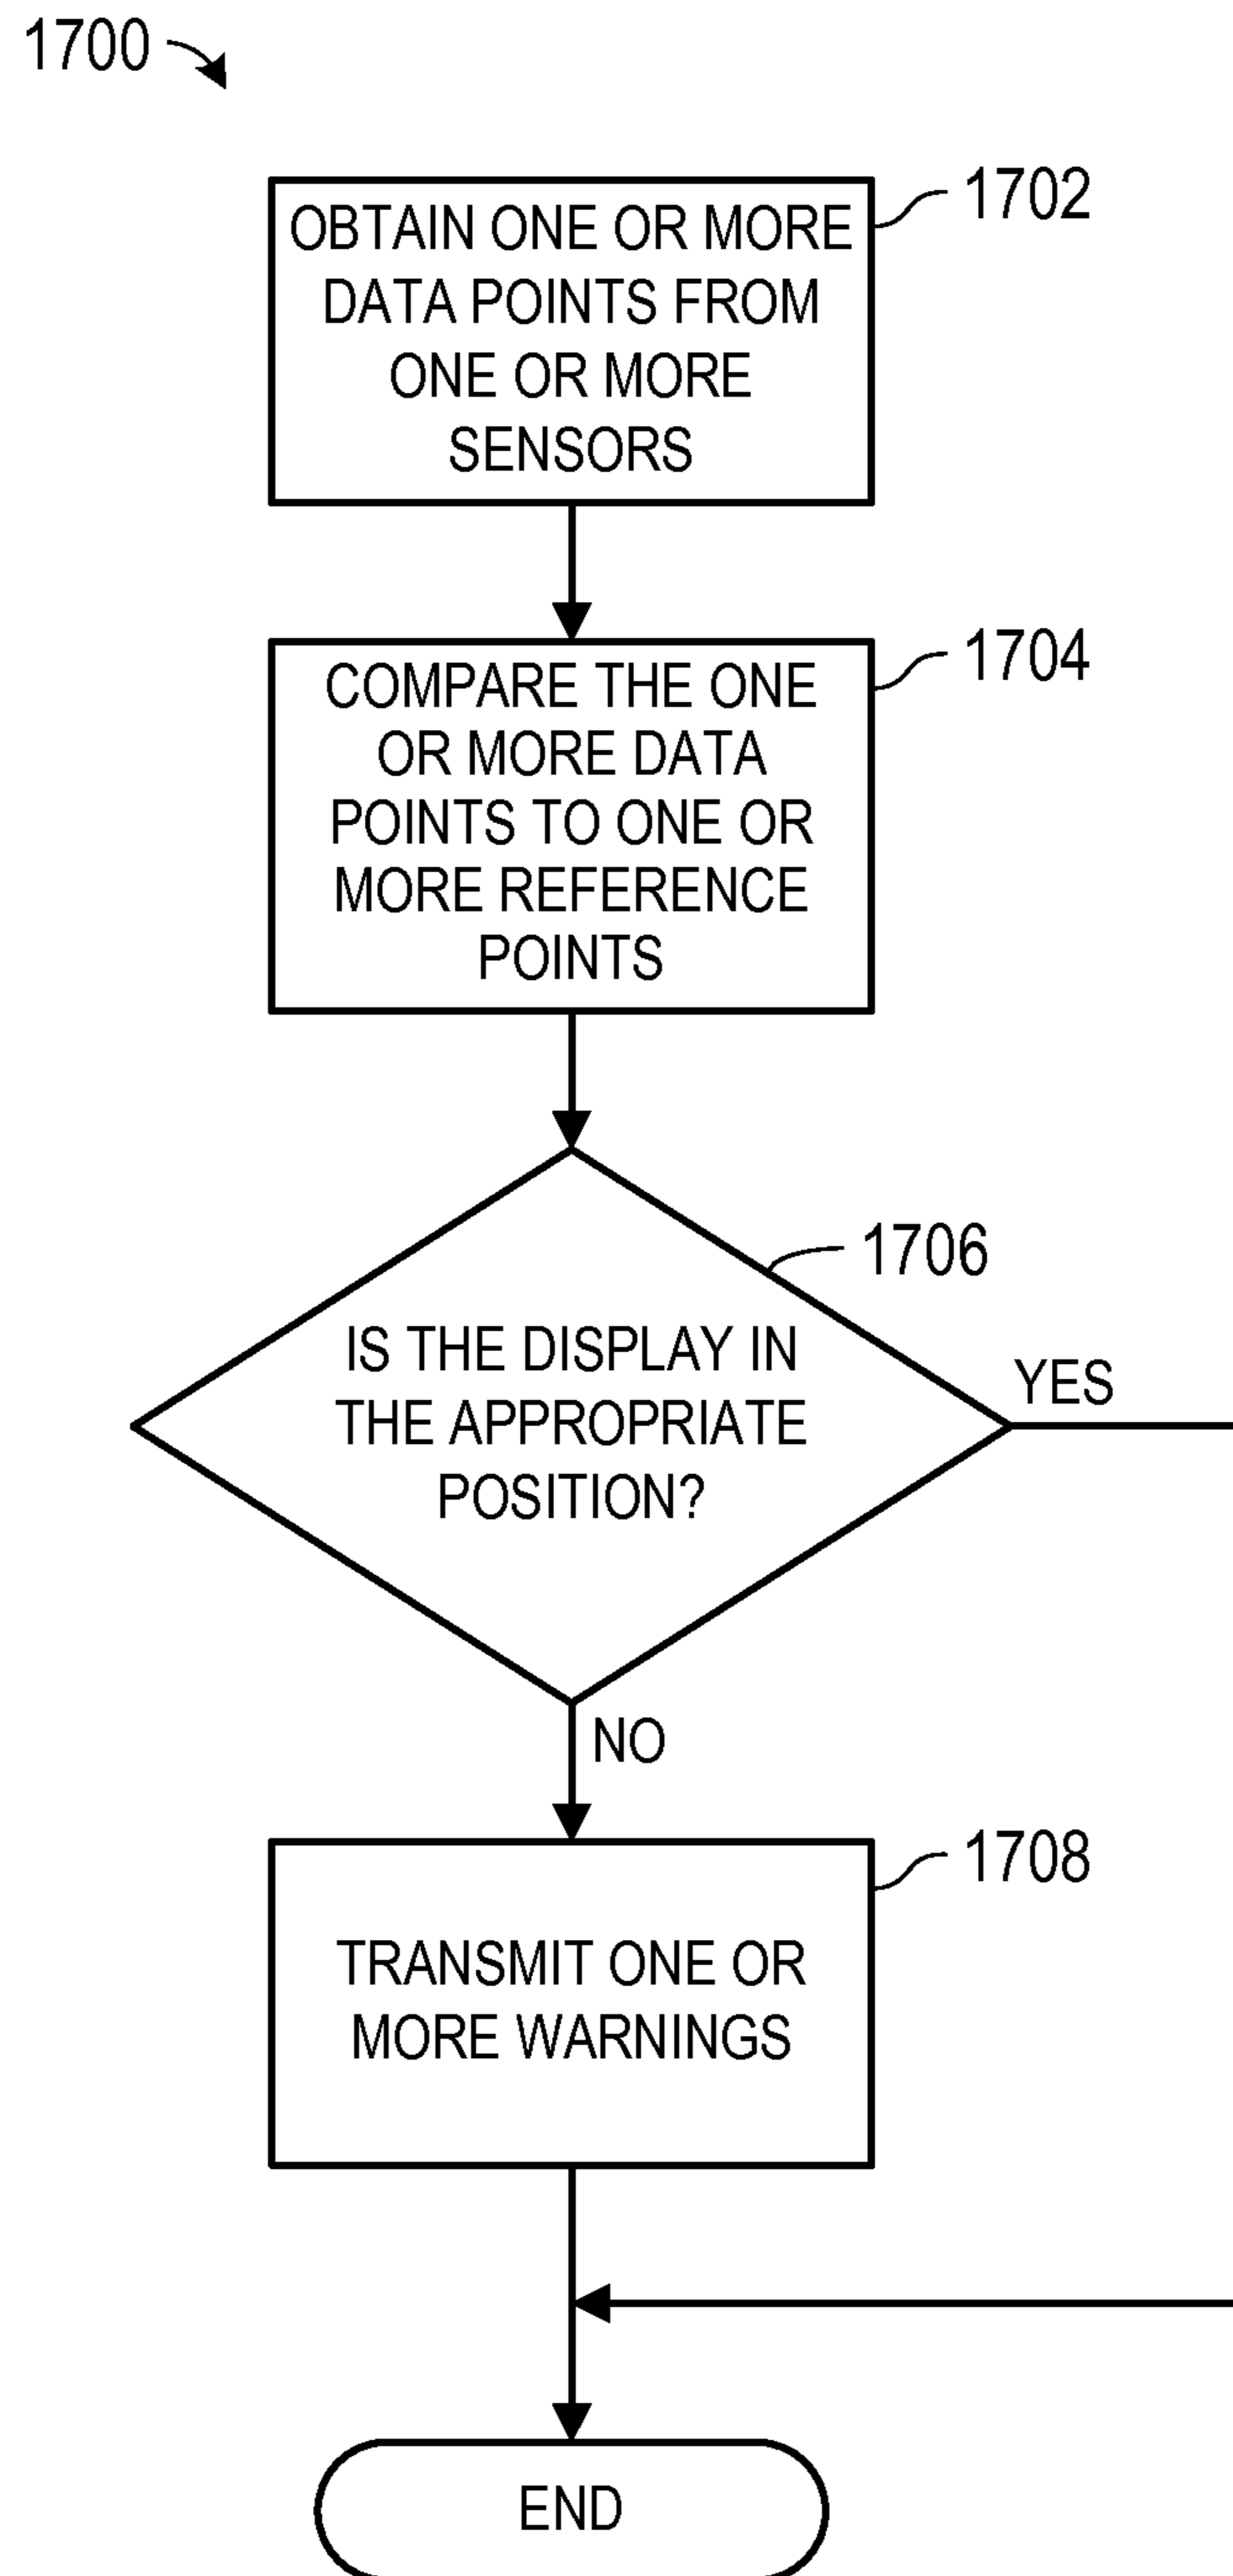 1700
OBTAIN ONE OR MORE
DATA POINTS FROM
ONE OR MORE
SENSORS
1702
COMPARE THE ONE
OR MORE DATA
POINTS TO ONE OR
MORE REFERENCE
POINTS
1704
IS THE DISPLAY IN
THE APPROPRIATE
POSITION?
1706
YES
NO
TRANSMIT ONE OR
MORE WARNINGS
1708
END